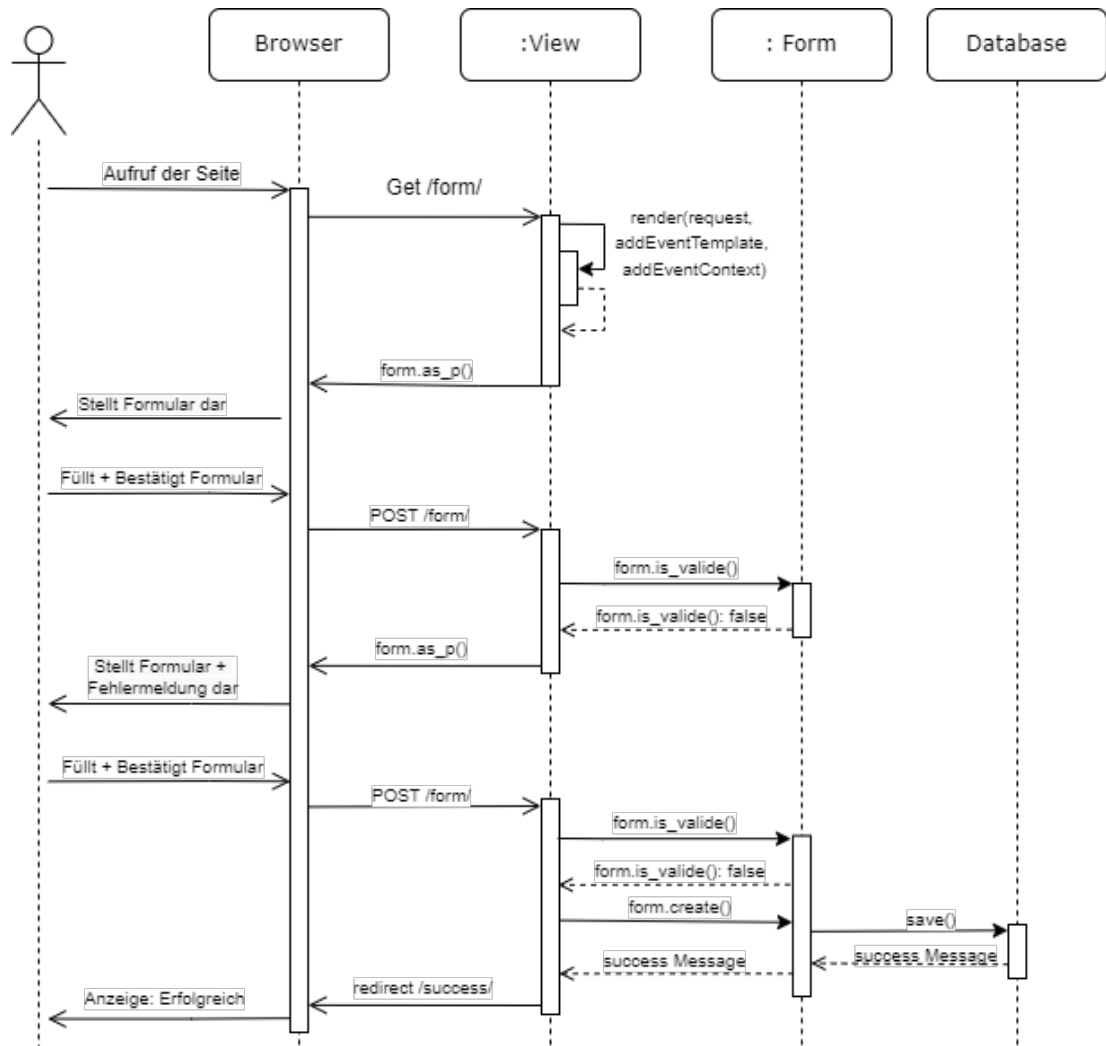 Browser
:View
: Form
Database
Aufruf der Seite
Get /form/
render(request,
addEventTemplate,
addEventContext)
form.as_p()
Stellt Formular dar
Füllt + Bestätigt Formular
POST /form/
form.is_valide()
form.is_valide(): false
form.as_p()
Stellt Formular +
Fehlermeldung dar
Füllt + Bestätigt Formular
POST /form/
form.is_valide()
form.is_valide(): false
form.create()
save()
success Message
success Message
redirect /success/
Anzeige: Erfolgreich